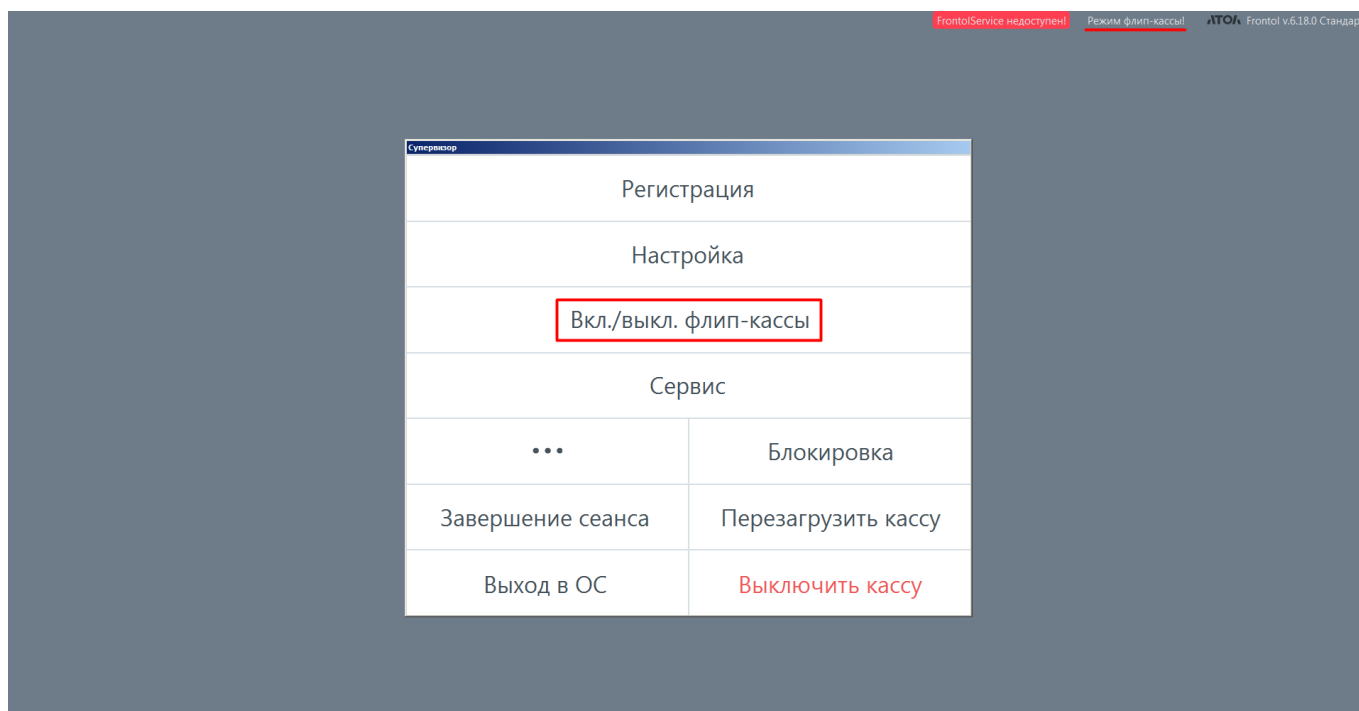 FrontolService недоступен! Режим флип-кассы! АТОЛ Frontol v.6.18.0 Стандар
Супервизор
Регистрация
Настройка
Вкл./выкл. флип-кассы
Сервис
••• Блокировка
Завершение сеанса Перезагрузить кассу
Выход в ОС Выключить кассу